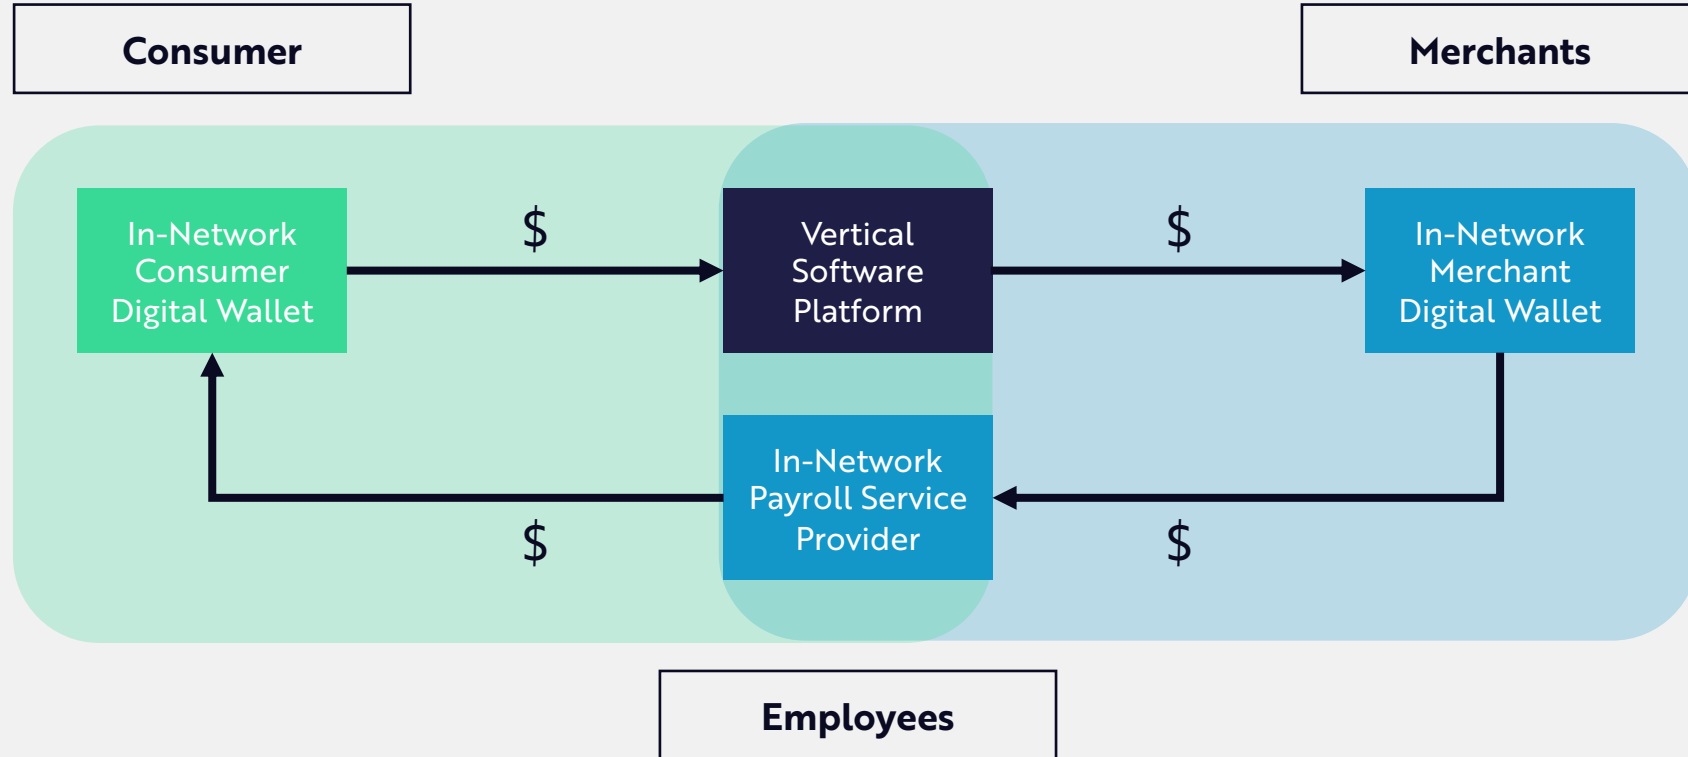 Consumer
Merchants
In-Network
Consumer
Digital Wallet
$
Vertical
Software
Platform
$
In-Network
Merchant
Digital Wallet
In-Network
Payroll Service
Provider
$
$
Employees